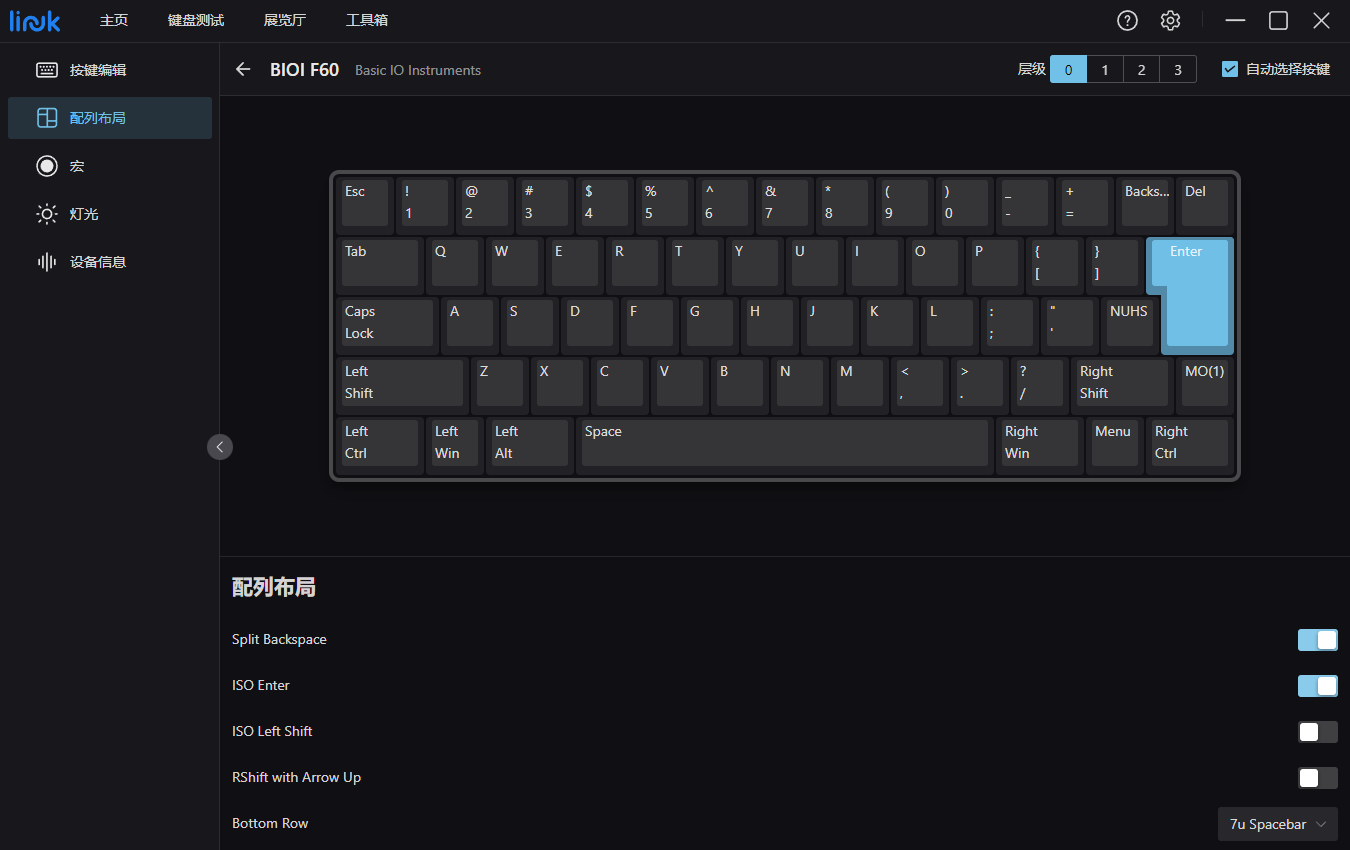 linuk
主页
键盘测试
展览厅
工具箱
按键编辑
配列布局
宏
灯光
设备信息
BIOI F60
Basic IO Instruments
层级
0
1
2
3
自动选择按键
Esc
!
1
@
2
#
3
$
4
%
5
^
6
&
7
*
8
(
9
)
0
_
-
+
=
Backs...
Del
Tab
Q
W
E
R
T
Y
U
I
O
P
{
[
}
]
Enter
Caps
Lock
A
S
D
F
G
H
J
K
L
:
;
"
'
NUHS
Left
Shift
Z
X
C
V
B
N
M
<
,
>
.
?
/
Right
Shift
MO(1)
Left
Ctrl
Left
Win
Left
Alt
Space
Right
Win
Menu
Right
Ctrl
配列布局
Split Backspace
ISO Enter
ISO Left Shift
RShift with Arrow Up
Bottom Row
7u Spacebar